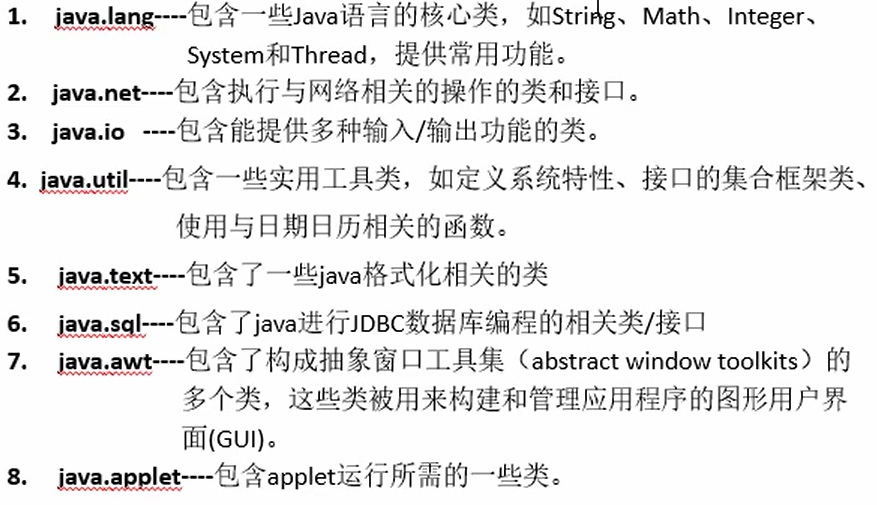 1. java.lang----包含一些Java语言的核心类，如String、Math、Integer、
System和Thread，提供常用功能。
2. java.net----包含执行与网络相关的操作的类和接口。
3. java.io ----包含能提供多种输入/输出功能的类。
4. java.util----包含一些实用工具类，如定义系统特性、接口的集合框架类、
使用与日期日历相关的函数。
5. java.text----包含了一些java格式化相关的类
6. java.sql----包含了java进行JDBC数据库编程的相关类/接口
7. java.awt----包含了构成抽象窗口工具集（abstract window toolkits）的
多个类，这些类被用来构建和管理应用程序的图形用户界
面(GUI)。
8. java.applet----包含applet运行所需的一些类。